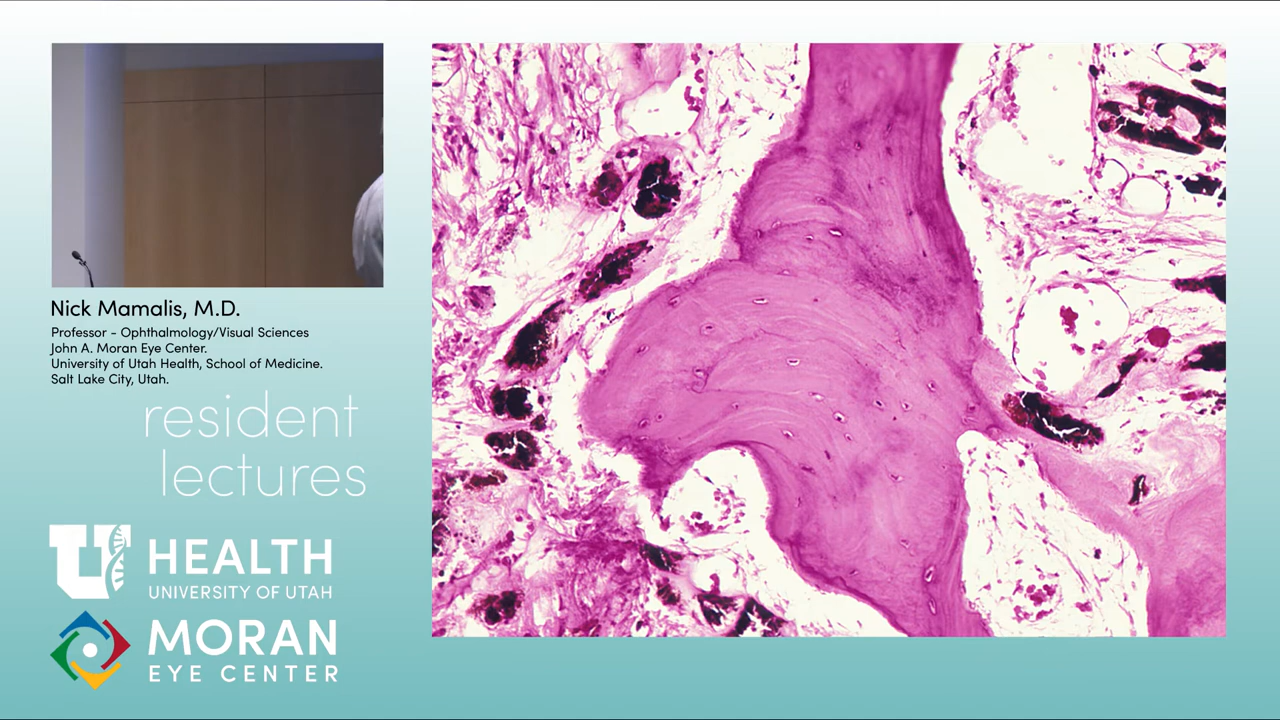 Nick Mamalis, M.D.
Professor - Ophthalmology/Visual Sciences
John A. Moran Eye Center.
University of Utah Health, School of Medicine.
Salt Lake City, Utah.
resident
lectures
U HEALTH
UNIVERSITY OF UTAH
MORAN
EYE CENTER